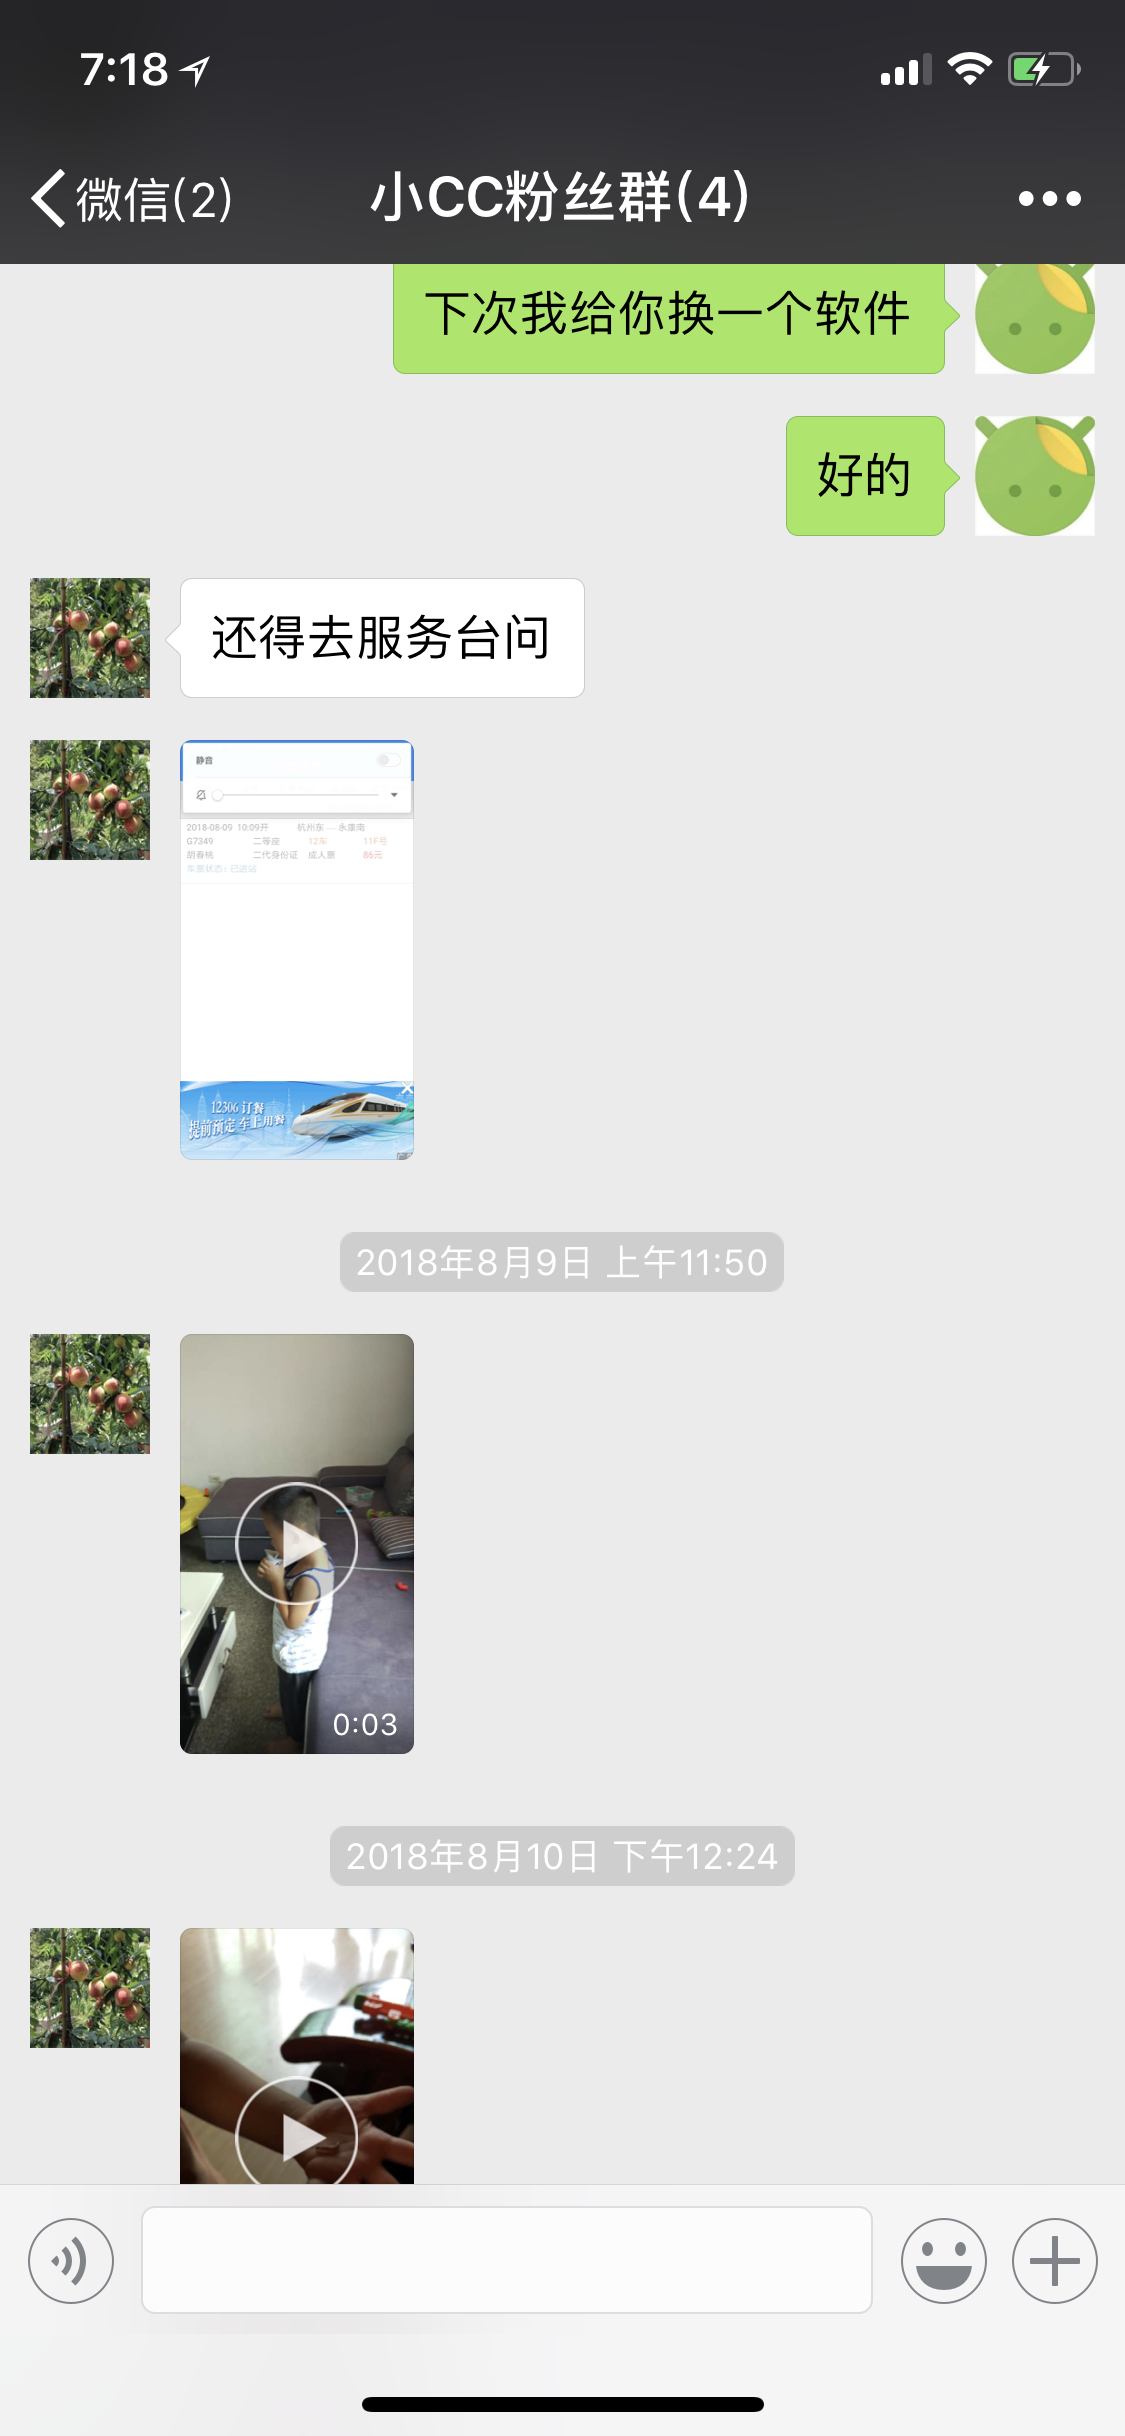 7:18
微信(2)
小CC粉丝群(4)
下次我给你换一个软件
好的
还得去服务台问
静音
2018-08-09 10:09开 杭州东 — 永康南
G7349 二等座 12车 11F号
胡春桃 二代身份证 成人票 86元
车票状态：已进站
12306 订餐
提前预定 车上用餐
2018年8月9日 上午11:50
0:03
2018年8月10日 下午12:24